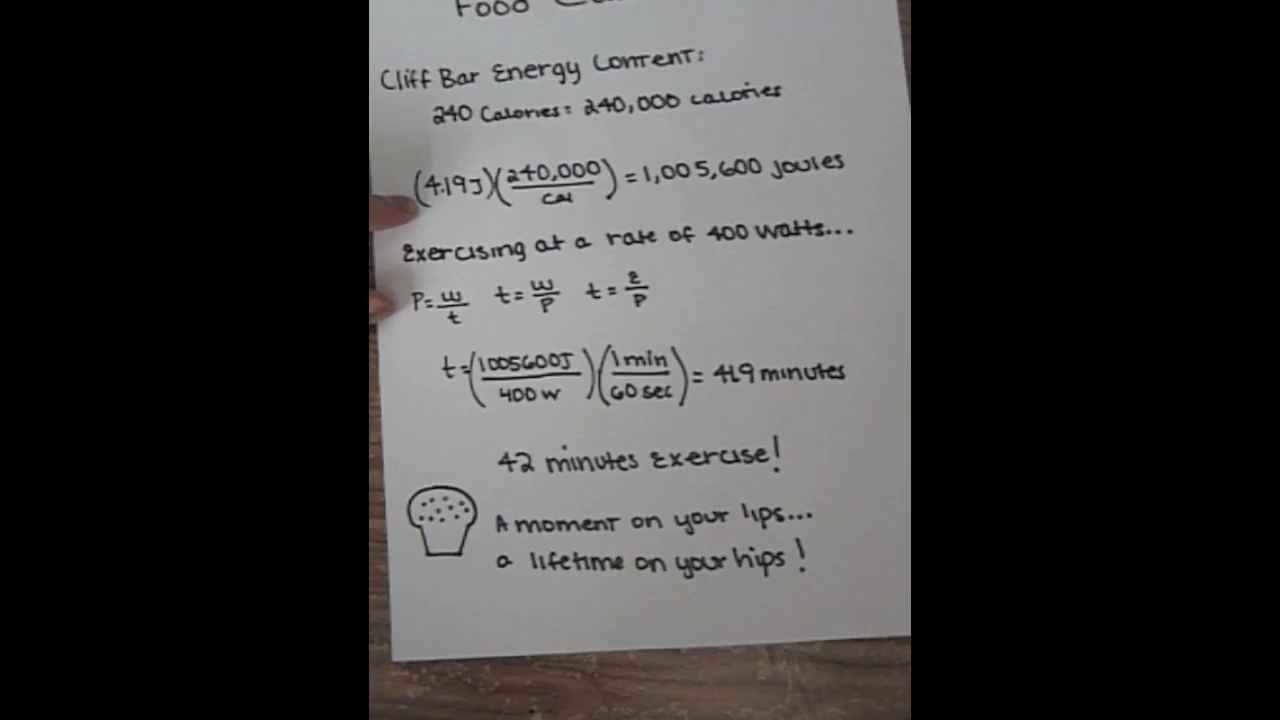 Food
Cliff Bar Energy Content:
240 Calories = 240,000 calories
(4.19J)(240,000/cal) = 1,005,600 joules
Exercising at a rate of 400 watts...
P=w/t t=w/P t=E/P
t=(1005600J/400w)(1min/60sec) = 41.9 minutes
42 minutes Exercise!
A moment on your lips...
a lifetime on your hips!